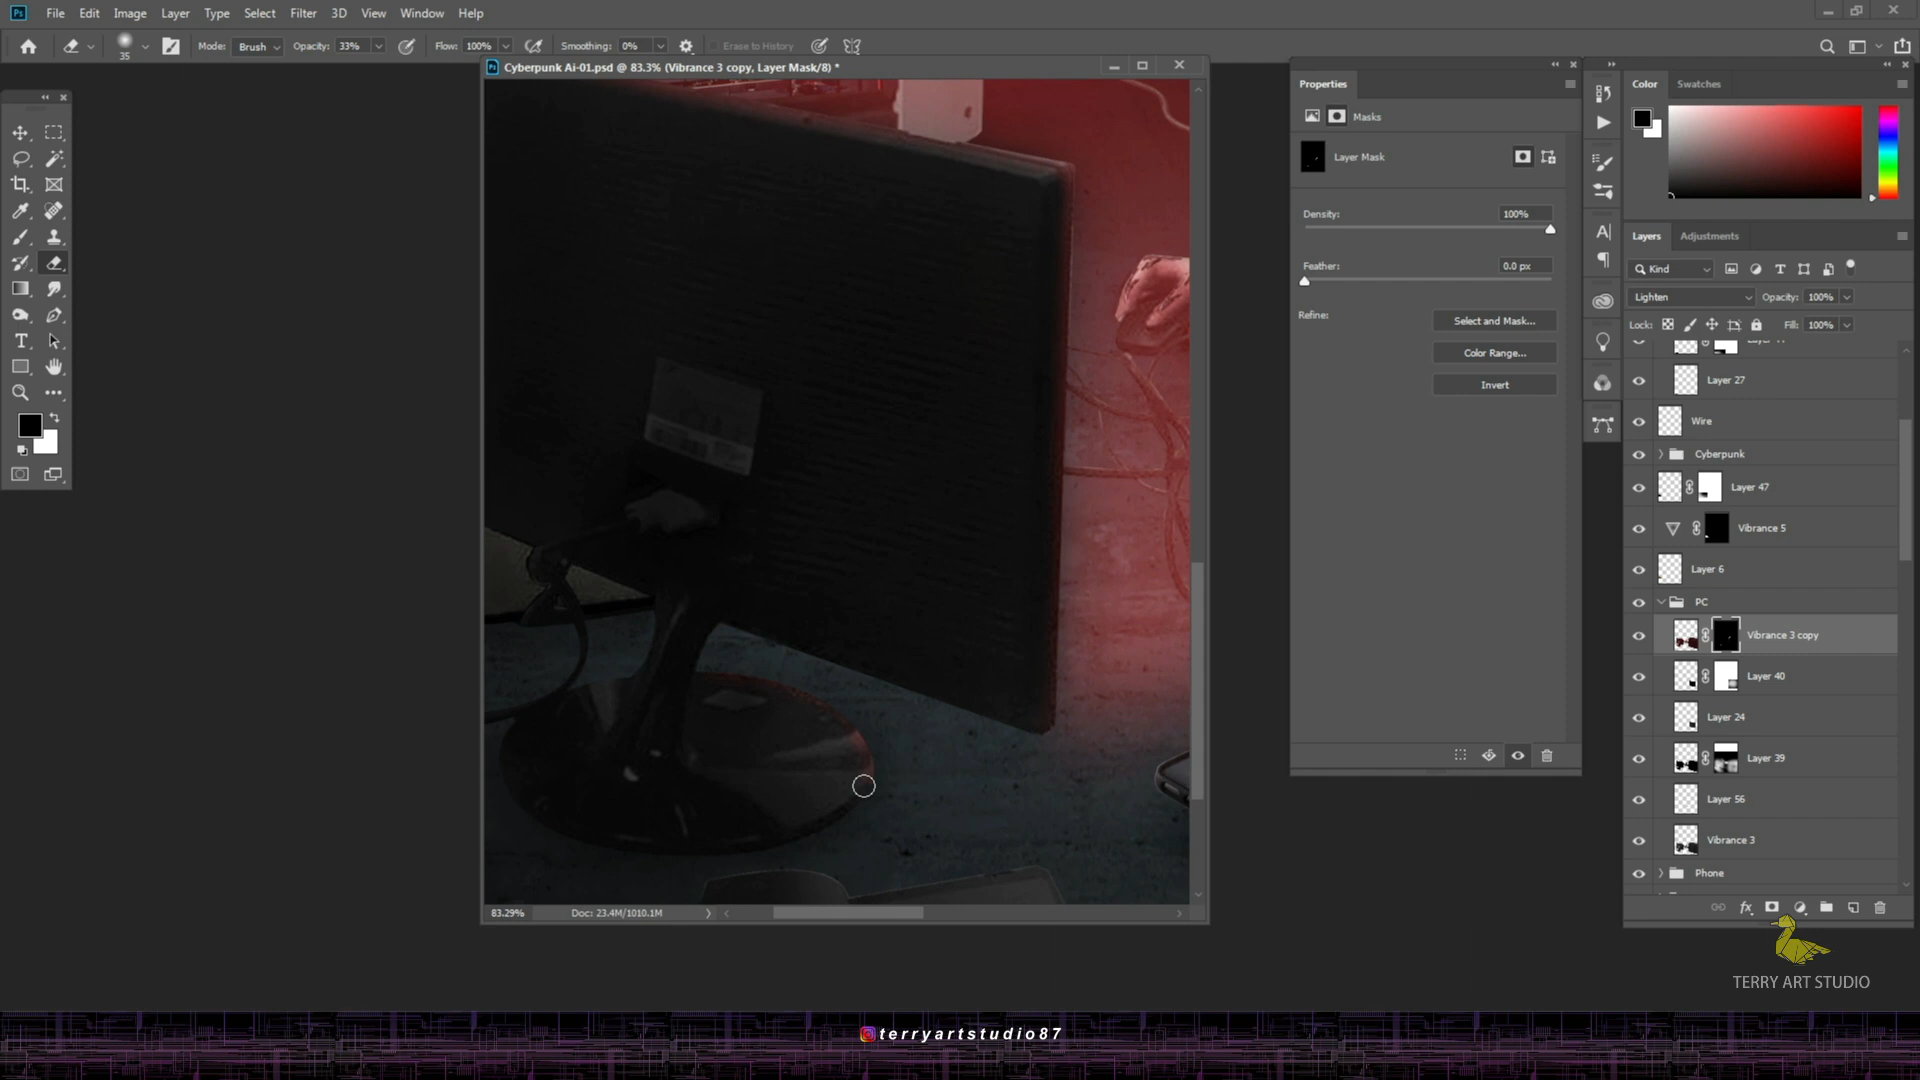 Ps File Edit Image Layer Type Select Filter 3D View Window Help
35 Mode: Brush Opacity: 33% Flow: 100% Smoothing: 0% Erase to History
Cyberpunk Ai-01.psd @ 83.3% (Vibrance 3 copy, Layer Mask/8) *
Properties
Masks
Layer Mask
Density: 100%
Feather: 0.0 px
Refine:
Select and Mask...
Color Range...
Invert
Color Swatches
Layers Adjustments
Kind
Lighten Opacity: 100%
Lock: Fill: 100%
Layer 27
Wire
Cyberpunk
Layer 47
Vibrance 5
Layer 6
PC
Vibrance 3 copy
Layer 40
Layer 24
Layer 39
Layer 56
Vibrance 3
Phone
83.29% Doc: 23.4M/1010.1M
TERRY ART STUDIO
terryartstudio87